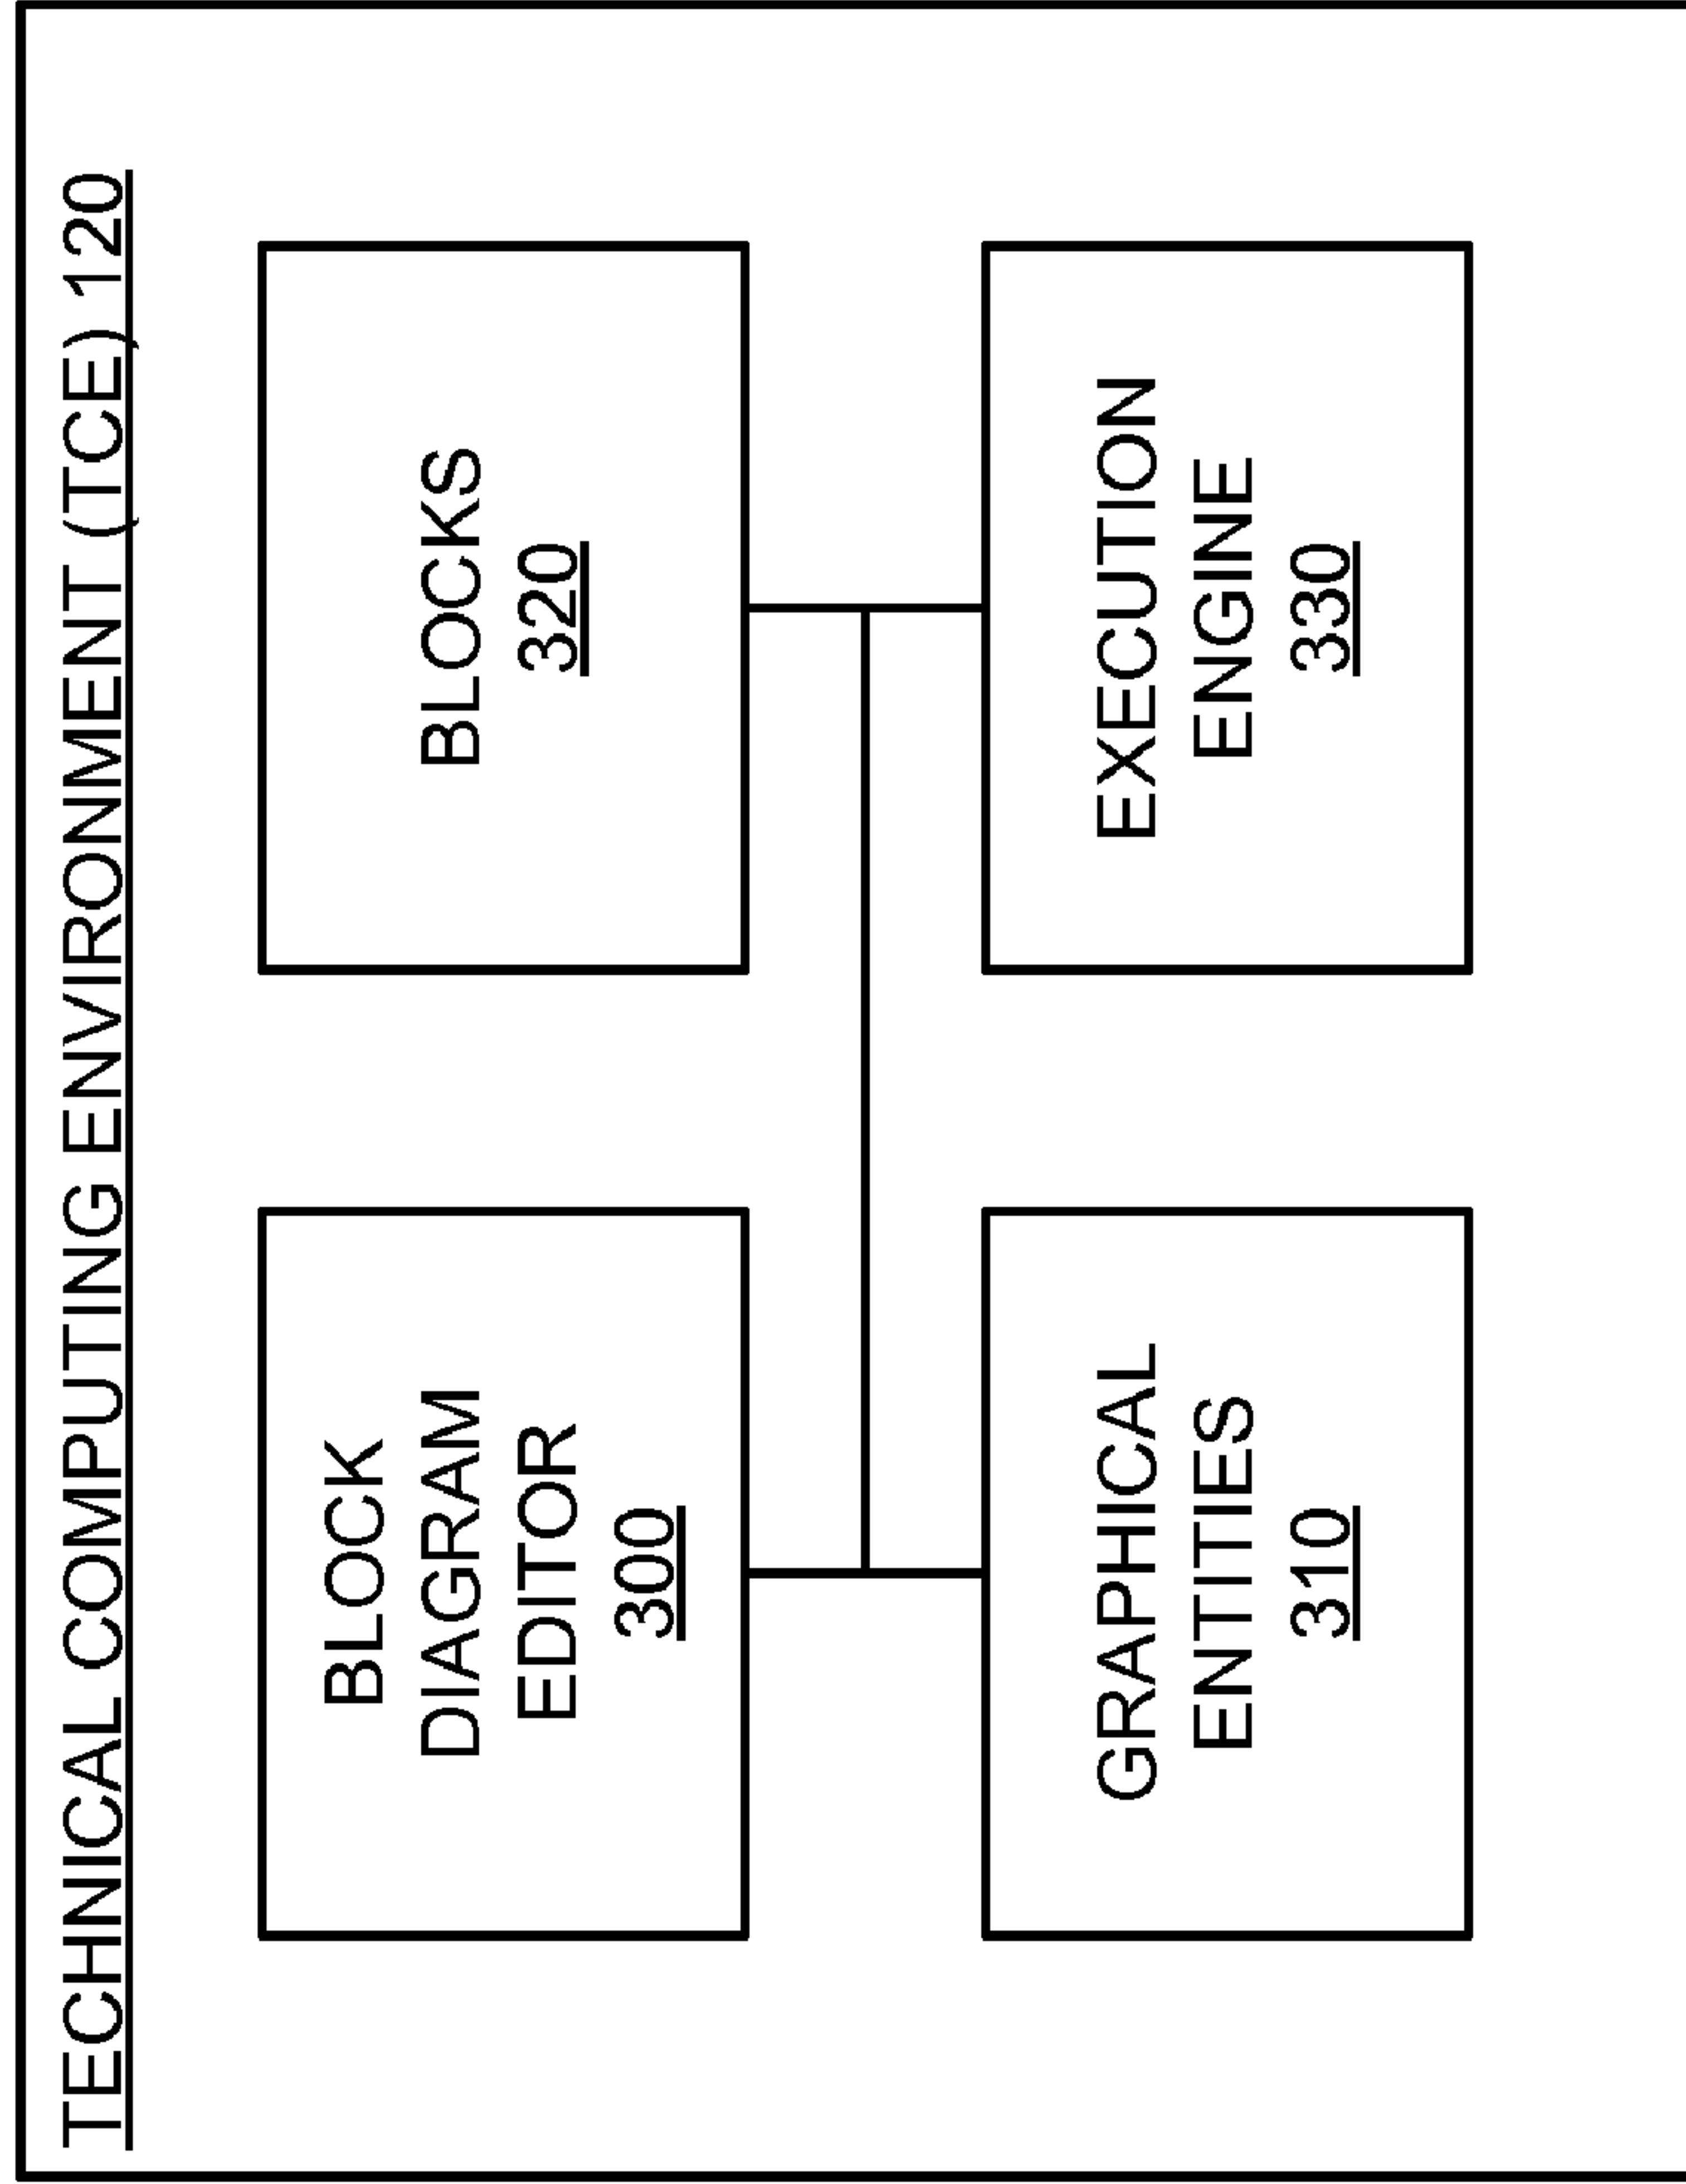 TECHNICAL COMPUTING ENVIRONMENT (TCE) 120
BLOCK
DIAGRAM
EDITOR
300
BLOCKS
320
GRAPHICAL
ENTITIES
310
EXECUTION
ENGINE
330